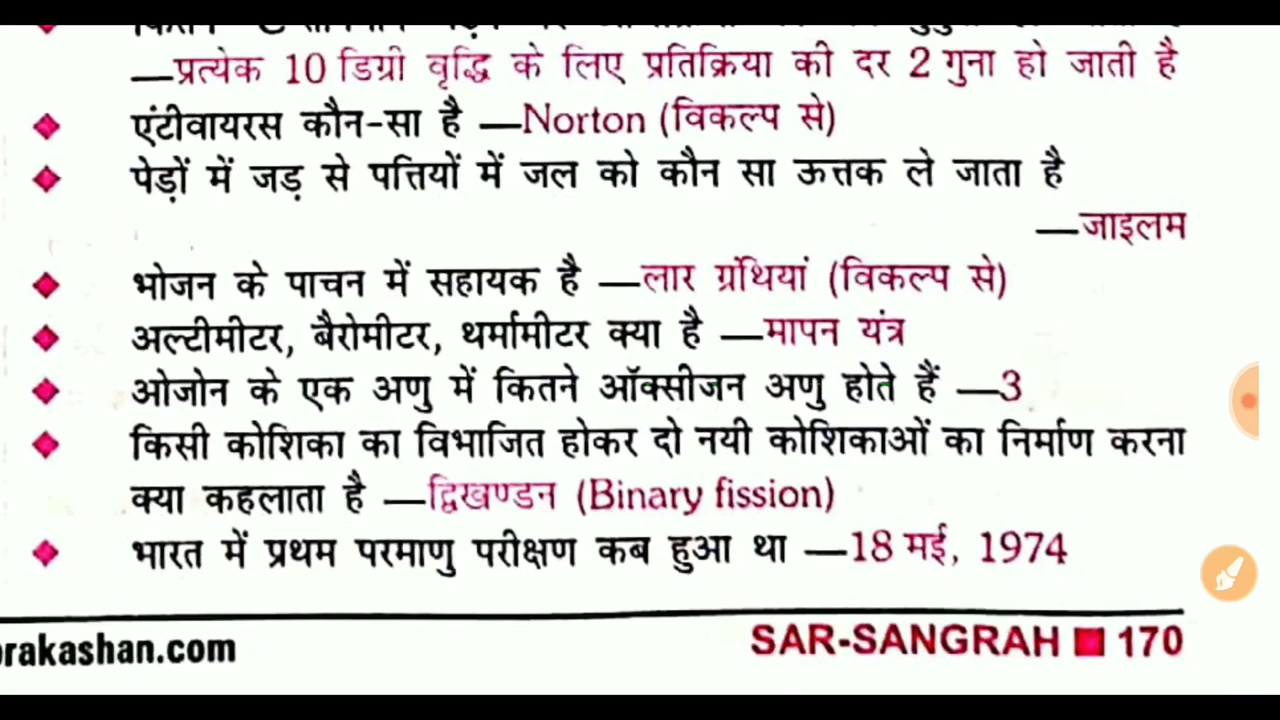 —प्रत्येक 10 डिग्री वृद्धि के लिए प्रतिक्रिया की दर 2 गुना हो जाती है
एंटीवायरस कौन-सा है —Norton (विकल्प से)
पेड़ों में जड़ से पत्तियों में जल को कौन सा ऊत्तक ले जाता है
—जाइलम
भोजन के पाचन में सहायक है —लार ग्रंथियां (विकल्प से)
अल्टीमीटर, बैरोमीटर, थर्मामीटर क्या है —मापन यंत्र
ओजोन के एक अणु में कितने ऑक्सीजन अणु होते हैं —3
किसी कोशिका का विभाजित होकर दो नयी कोशिकाओं का निर्माण करना
क्या कहलाता है —द्विखण्डन (Binary fission)
भारत में प्रथम परमाणु परीक्षण कब हुआ था —18 मई, 1974
rakashan.com
SAR-SANGRAH 170